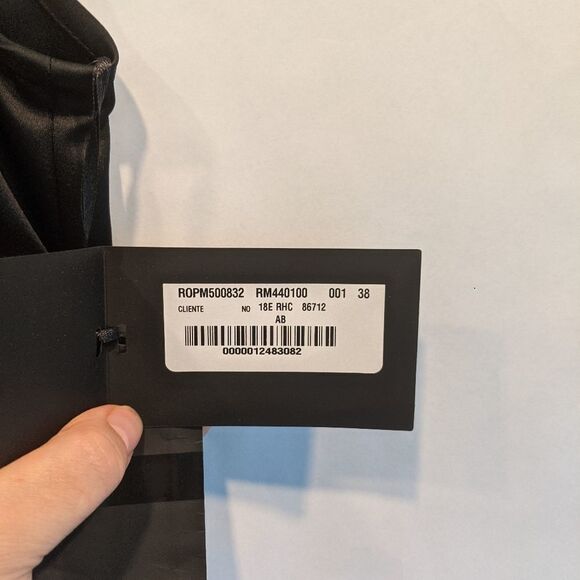 ROPM500832 RM440100 001 38
CLIENTE NO 18E RHC 86712
AB
0000012483082